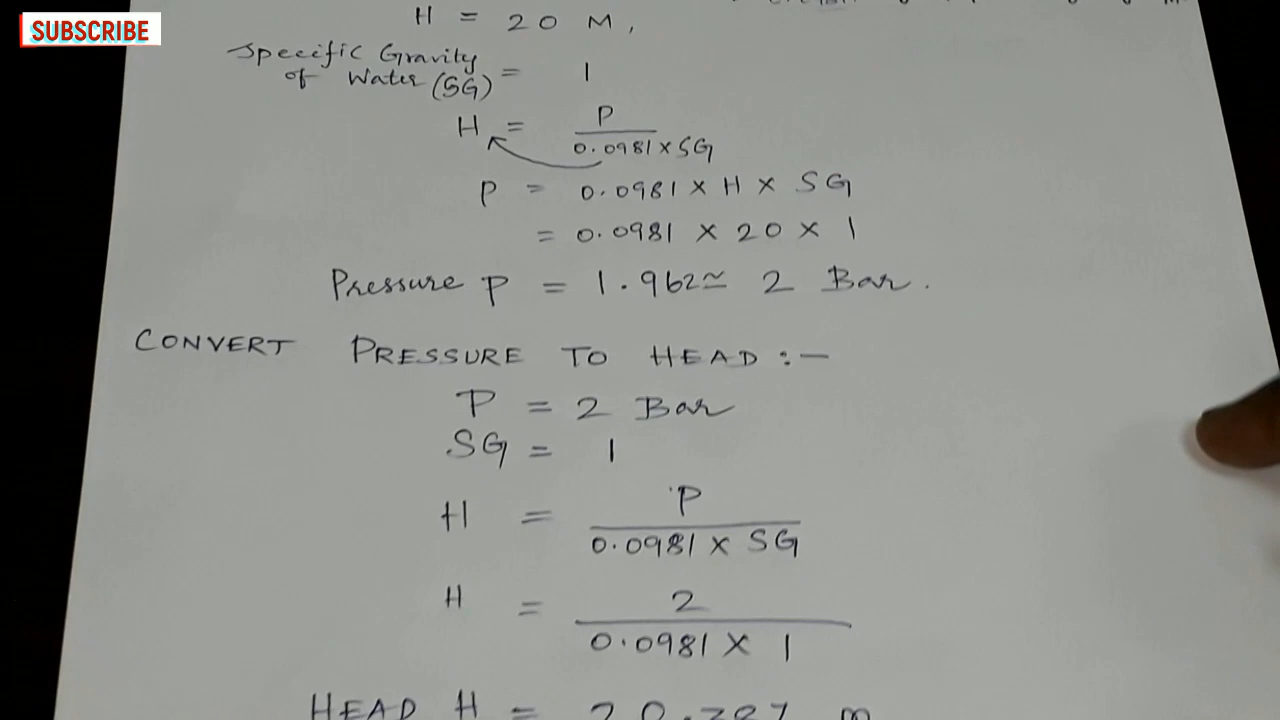 SUBSCRIBE
H = 20 M,
Specific Gravity
of Water (SG) = 1
H = P / 0.0981 x SG
P = 0.0981 x H x SG
= 0.0981 x 20 x 1
Pressure P = 1.962 ≃ 2 Bar.
CONVERT PRESSURE TO HEAD :-
P = 2 Bar
SG = 1
H = P / 0.0981 x SG
H = 2 / 0.0981 x 1
HEAD H =